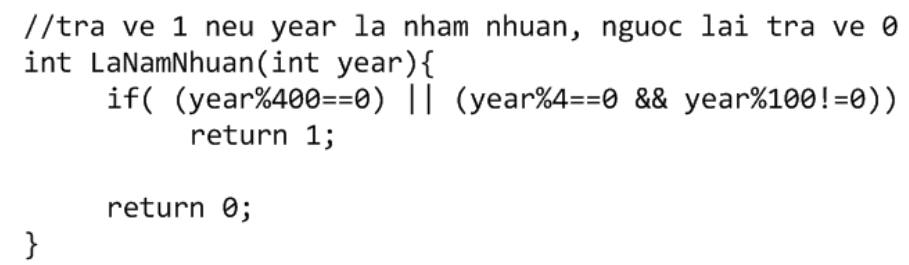 //tra ve 1 neu year la nham nhuan, nguoc lai tra ve 0
int LaNamNhuan(int year){
if( (year%400==0) || (year%4==0 && year%100!=0))
return 1;
return 0;
}